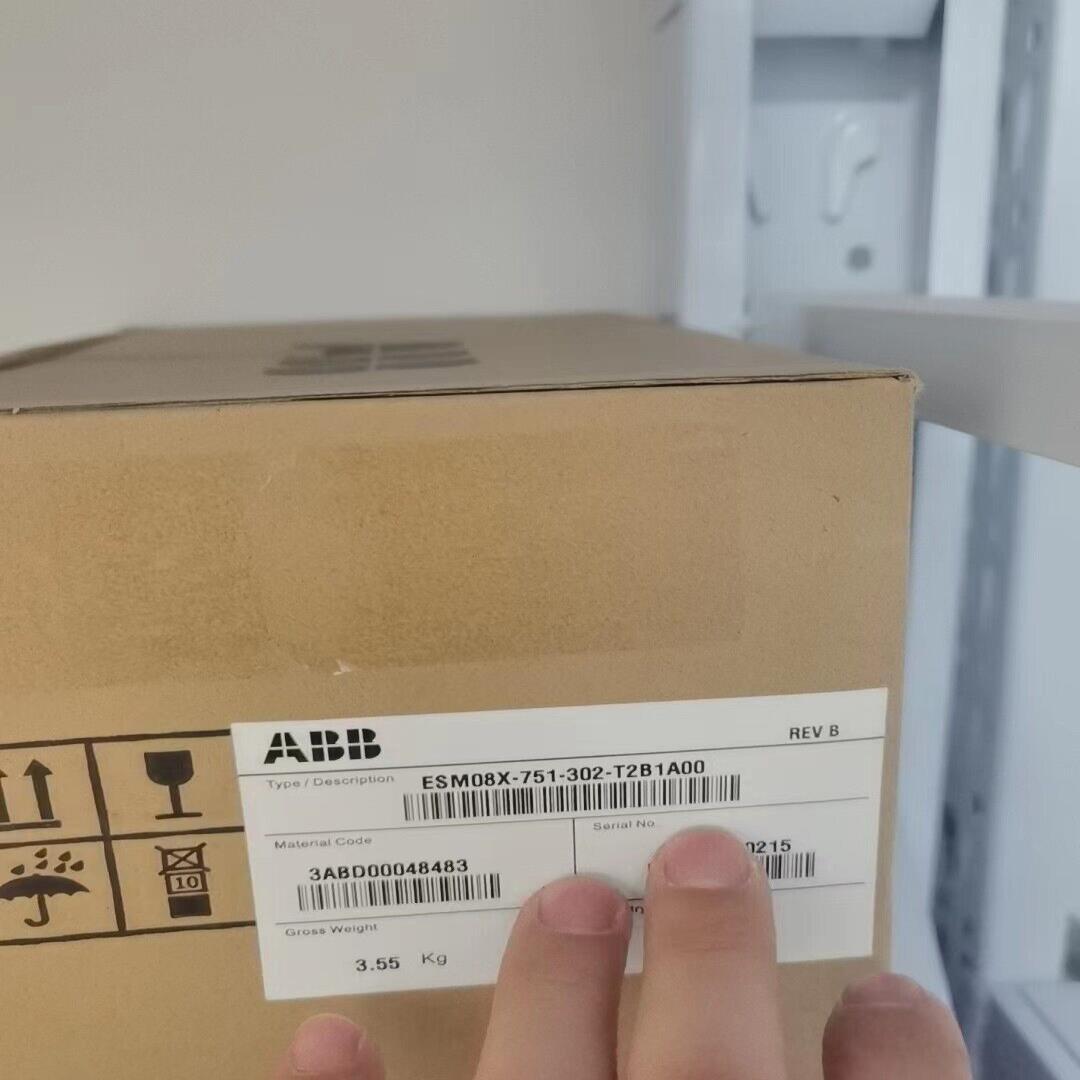 ABB
REV B
Type / Description ESM08X-751-302-T2B1A00
Material Code
3ABD00048483
Serial No.
0215
Gross Weight
3.55 Kg
10